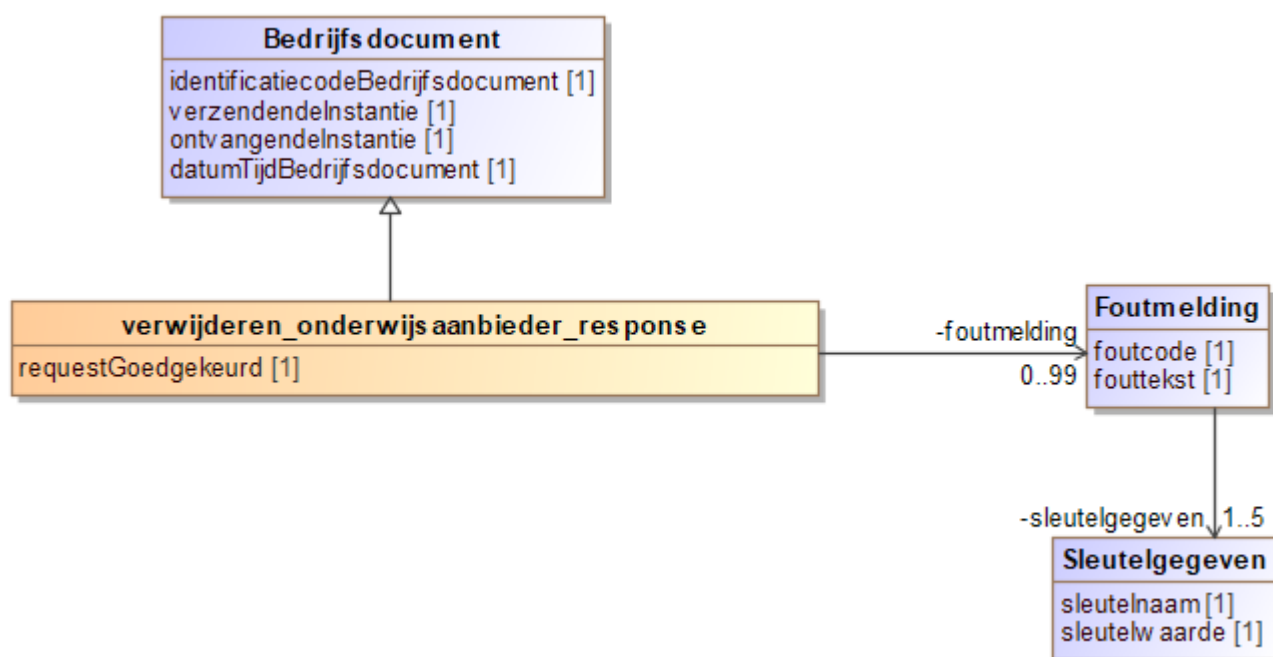 Bedrijfsdocument
identificatiecodeBedrijfsdocument [1]
verzendendeInstantie [1]
ontvangendeInstantie [1]
datumTijdBedrijfsdocument [1]
verwijderen_onderwijsaanbieder_response
requestGoedgekeurd [1]
-foutmelding
0..99
Foutmelding
foutcode [1]
fouttekst [1]
-sleutelgegeven 1..5
Sleutelgegeven
sleutelnaam [1]
sleutelwaarde [1]